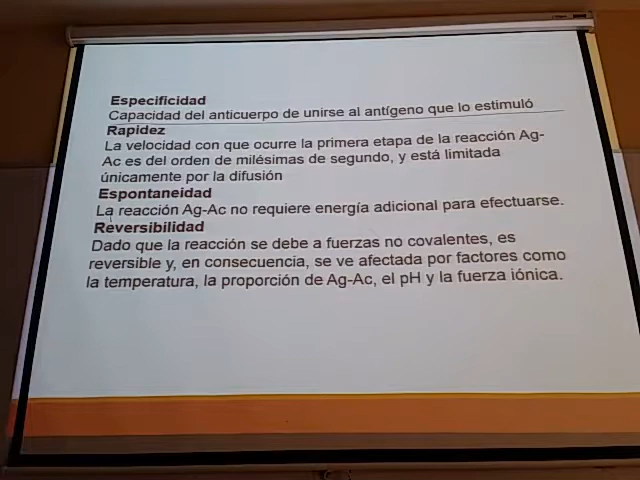 Especificidad
Capacidad del anticuerpo de unirse al antígeno que lo estimuló
Rapidez
La velocidad con que ocurre la primera etapa de la reacción Ag-
Ac es del orden de milésimas de segundo, y está limitada
únicamente por la difusión
Espontaneidad
La reacción Ag-Ac no requiere energía adicional para efectuarse.
Reversibilidad
Dado que la reacción se debe a fuerzas no covalentes, es
reversible y, en consecuencia, se ve afectada por factores como
la temperatura, la proporción de Ag-Ac, el pH y la fuerza iónica.